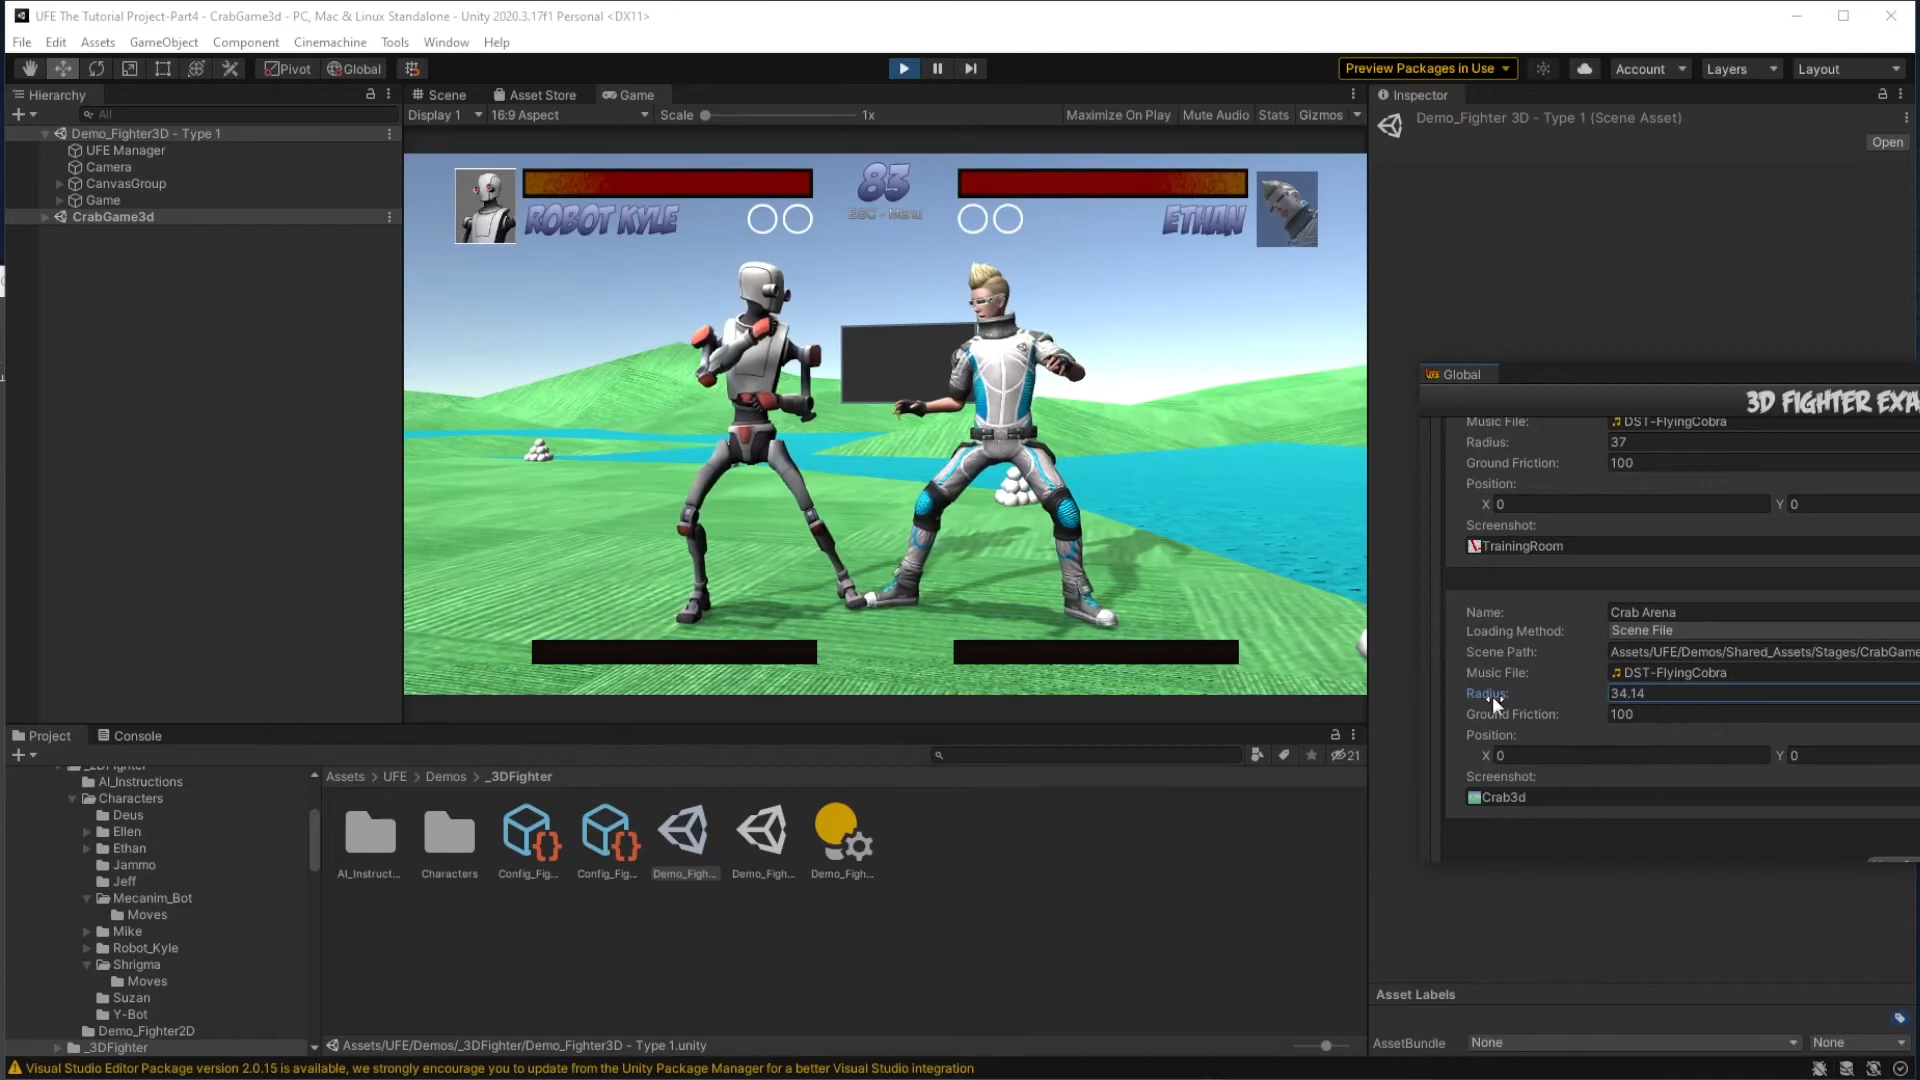 UFE The Tutorial Project-Part4 - CrabGame3d - PC, Mac & Linux Standalone - Unity 2020.3.17f1 Personal <DX11>
File Edit Assets GameObject Component Cinemachine Tools Window Help
Pivot Global Preview Packages in Use Account Layers Layout
Hierarchy
All
Demo_Fighter3D - Type 1
UFE Manager
Camera
CanvasGroup
Game
CrabGame3d
Scene Asset Store Game
Display 1 16:9 Aspect Scale 1x Maximize On Play Mute Audio Stats Gizmos
83
ESC - Menu
ROBOT KYLE
ETHAN
Inspector
Demo_Fighter 3D - Type 1 (Scene Asset)
Open
UFE Global
3D FIGHTER EXA
Music File: DST-FlyingCobra
Radius: 37
Ground Friction: 100
Position:
X 0 Y 0
Screenshot:
TrainingRoom
Name: Crab Arena
Loading Method: Scene File
Scene Path: Assets/UFE/Demos/Shared_Assets/Stages/CrabGame
Music File: DST-FlyingCobra
Radius: 34.14
Ground Friction: 100
Position:
X 0 Y 0
Screenshot:
Crab3d
Project Console
21
AI_Instructions
Characters
Deus
Ellen
Ethan
Jammo
Jeff
Mecanim_Bot
Moves
Mike
Robot_Kyle
Shrigma
Moves
Suzan
Y-Bot
Demo_Fighter2D
_3DFighter
Assets > UFE > Demos > _3DFighter
AI_Instruct... Characters Config_Fig... Config_Fig... Demo_Figh... Demo_Figh... Demo_Figh...
Assets/UFE/Demos/_3DFighter/Demo_Fighter3D - Type 1.unity
Asset Labels
AssetBundle None None
Visual Studio Editor Package version 2.0.15 is available, we strongly encourage you to update from the Unity Package Manager for a better Visual Studio integration